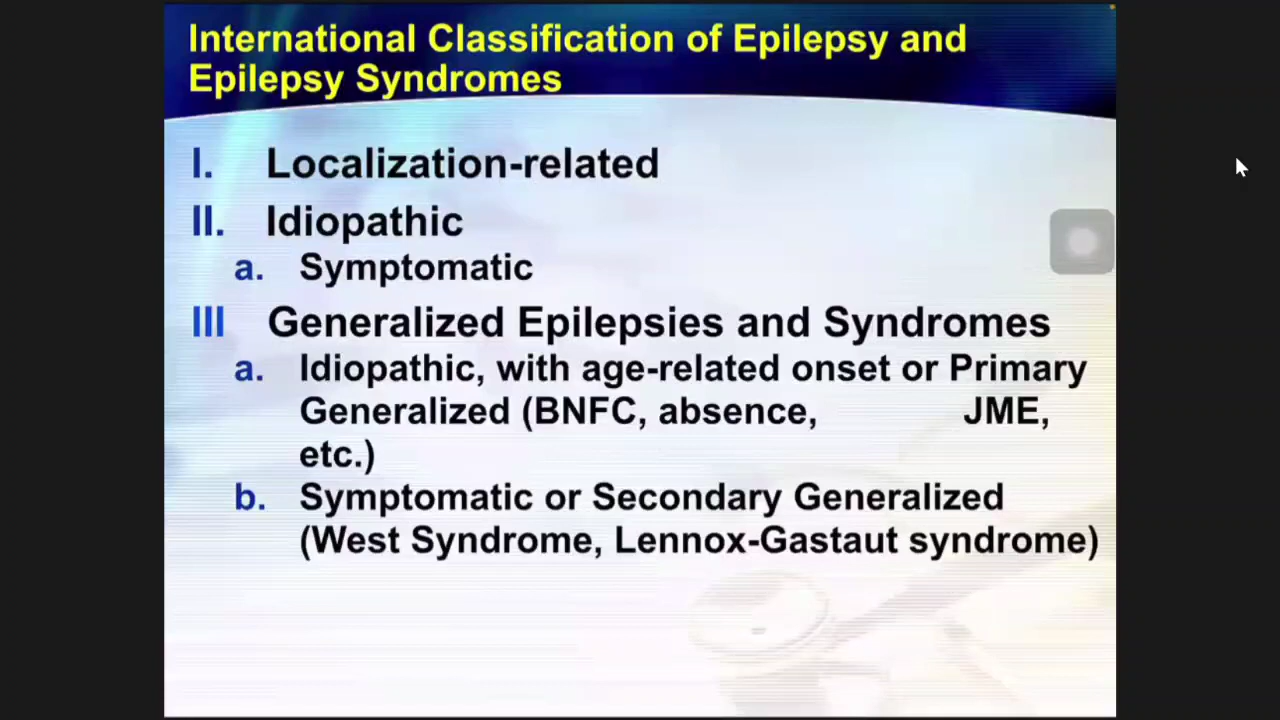 International Classification of Epilepsy and
Epilepsy Syndromes
I. Localization-related
II. Idiopathic
a. Symptomatic
III Generalized Epilepsies and Syndromes
a. Idiopathic, with age-related onset or Primary
Generalized (BNFC, absence, JME,
etc.)
b. Symptomatic or Secondary Generalized
(West Syndrome, Lennox-Gastaut syndrome)